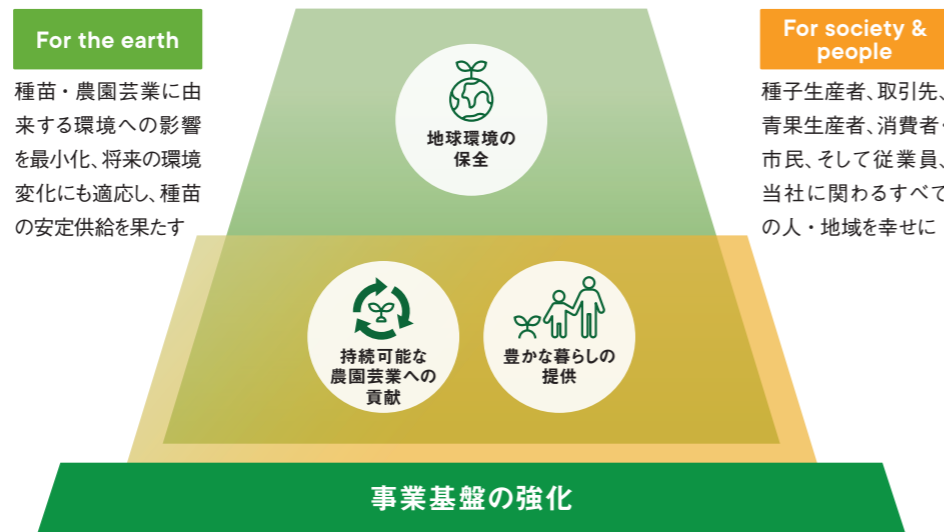 For the earth
種苗・農園芸業に由
来する環境への影響
を最小化、将来の環境
変化にも適応し、種苗
の安定供給を果たす
For society &
people
種子生産者、取引先、
青果生産者、消費者・
市民、そして従業員、
当社に関わるすべて
の人・地域を幸せに
地球環境の
保全
持続可能な
農園芸業への
貢献
豊かな暮らしの
提供
事業基盤の強化